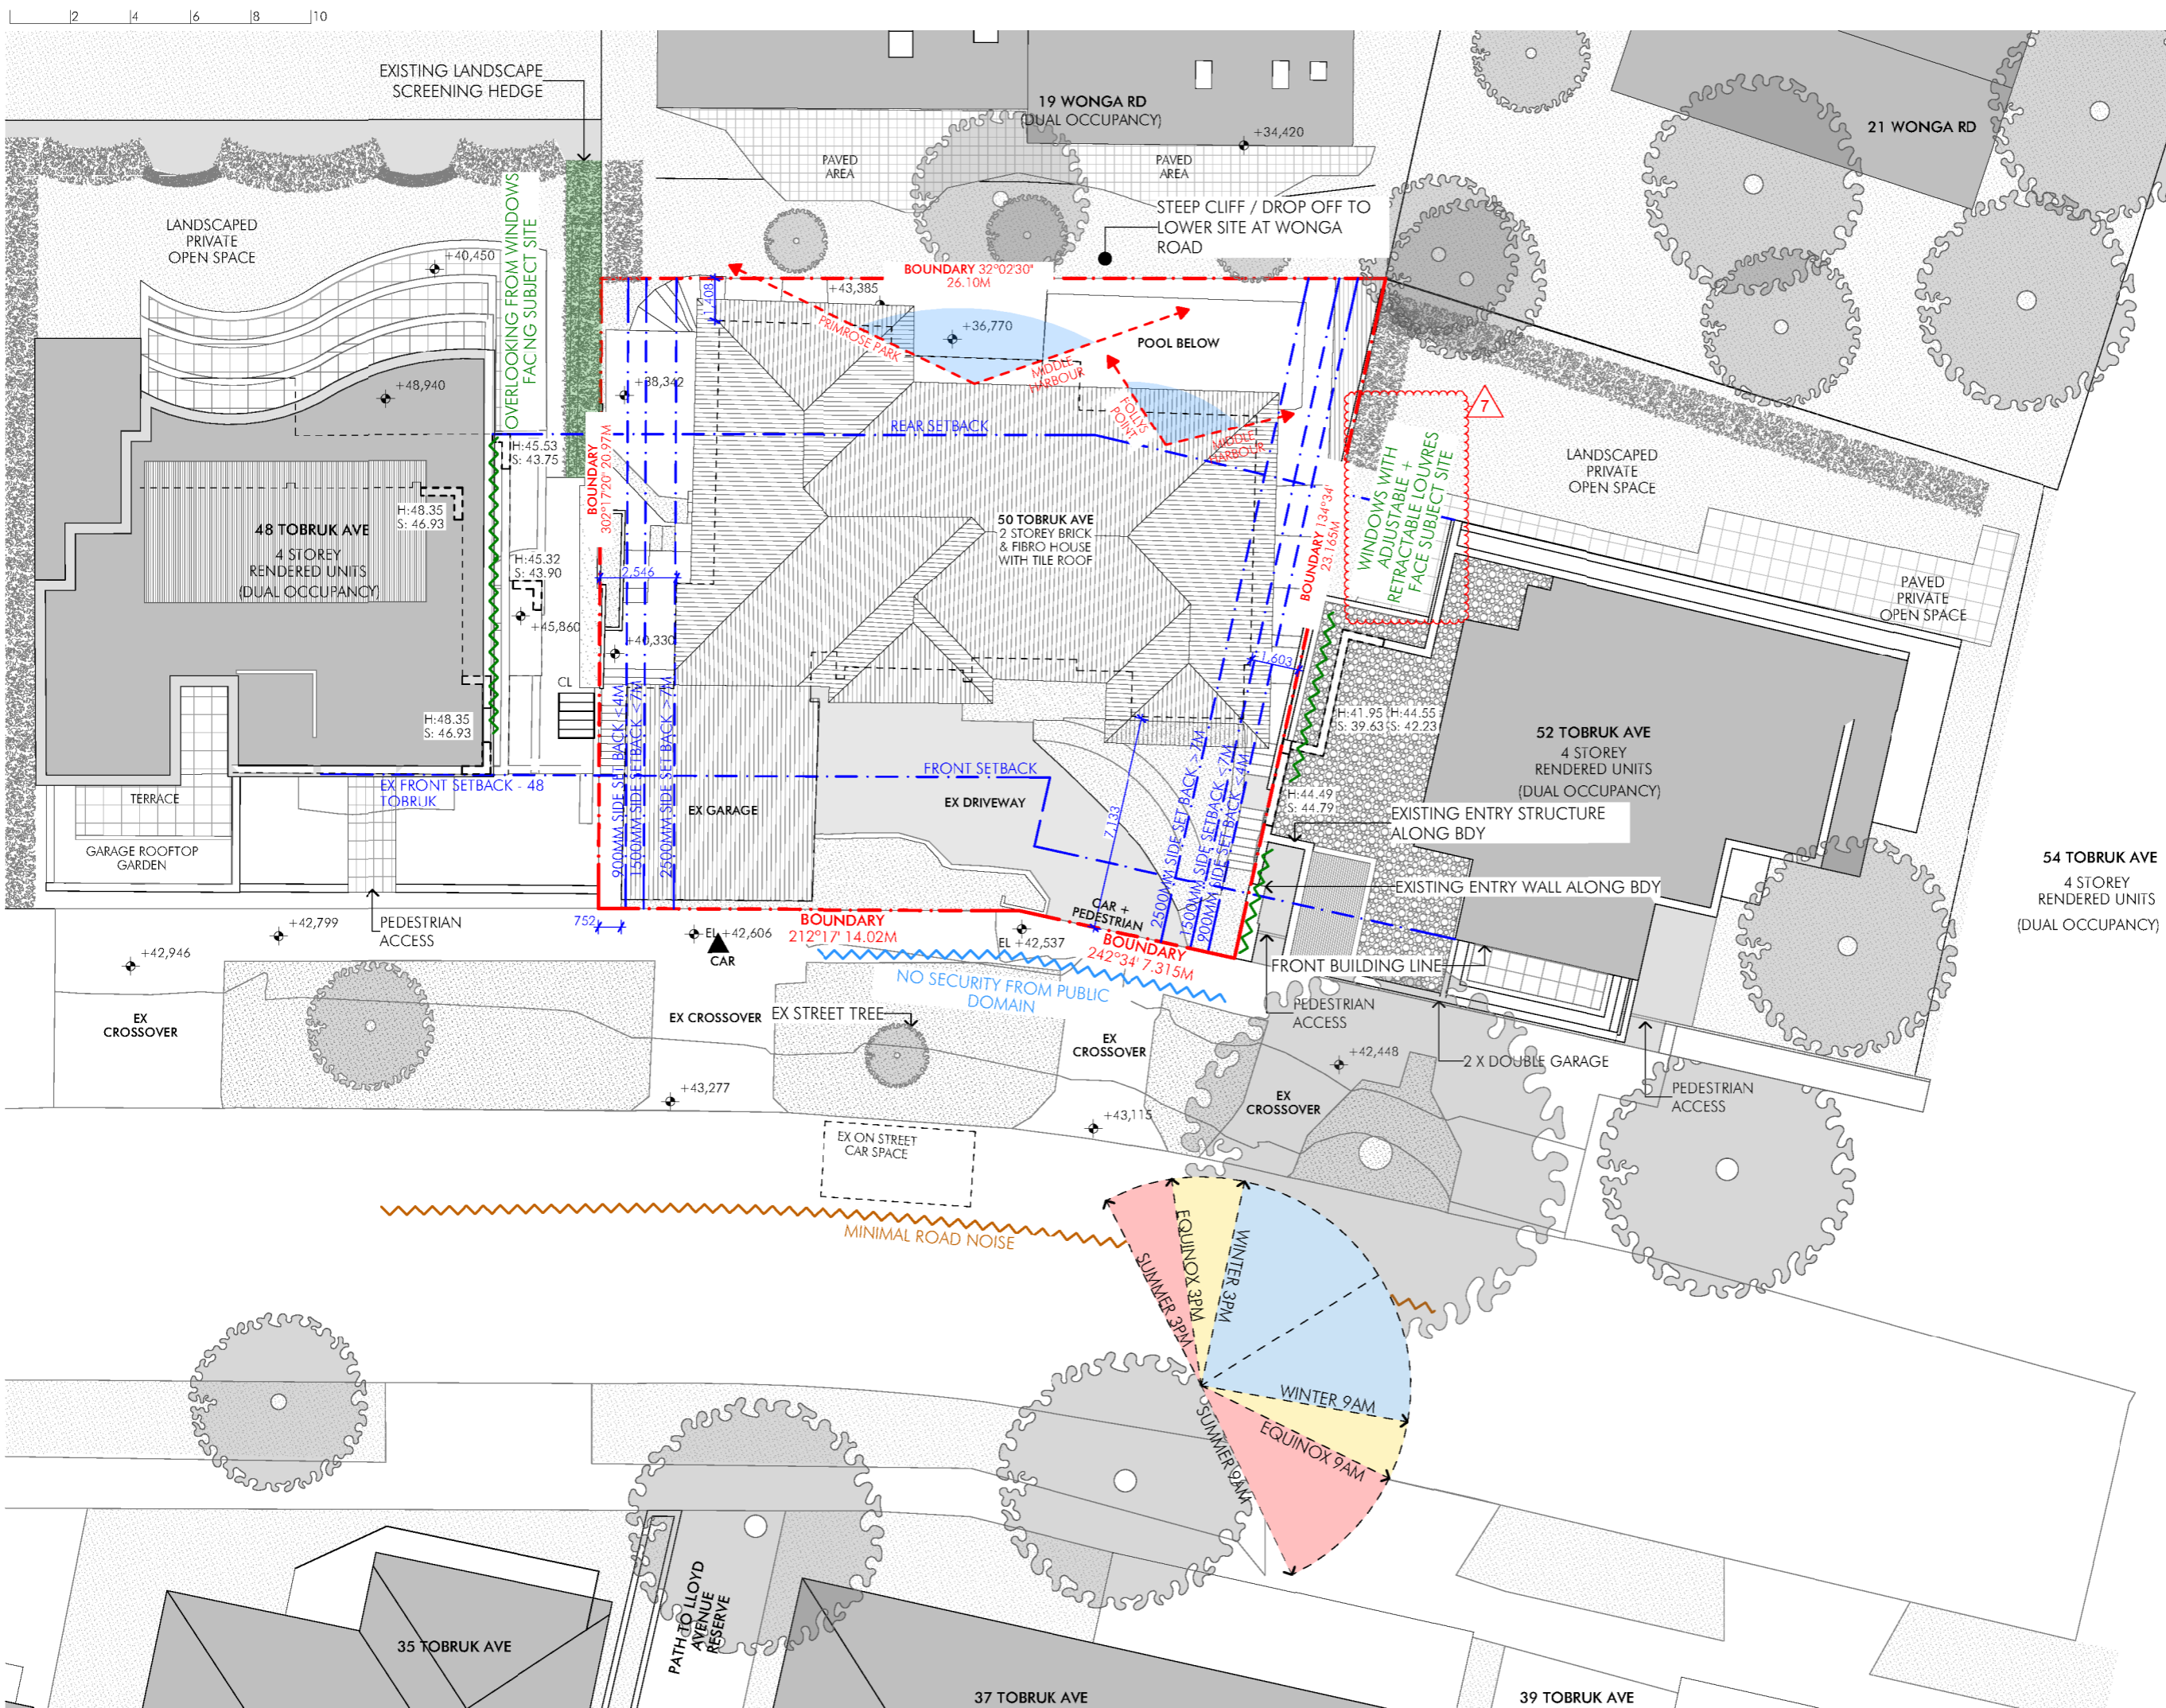 2
4
6
8
10
EXISTING LANDSCAPE
SCREENING HEDGE
19 WONGA RD
(DUAL OCCUPANCY)
+34,420
21 WONGA RD
PAVED
AREA
PAVED
AREA
STEEP CLIFF / DROP OFF TO
LOWER SITE AT WONGA
ROAD
LANDSCAPED
PRIVATE
OPEN SPACE
OVERLOOKING FROM WINDOWS
FACING SUBJECT SITE
+40,450
BOUNDARY 32°02'30"
26.10M
+43,385
1,408
PRIMROSE PARK
+36,770
MIDDLE
HARBOUR
POOL BELOW
+38,342
+48,940
FOLLYS
POINT
MIDDLE
HARBOUR
7
REAR SETBACK
H:45.53
S: 43.75
BOUNDARY
302°17'20" 20.97M
BOUNDARY 134°34'
23.165M
WINDOWS WITH
ADJUSTABLE +
RETRACTABLE LOUVRES
FACE SUBJECT SITE
LANDSCAPED
PRIVATE
OPEN SPACE
H:48.35
S: 46.93
48 TOBRUK AVE
4 STOREY
RENDERED UNITS
(DUAL OCCUPANCY)
50 TOBRUK AVE
2 STOREY BRICK
& FIBRO HOUSE
WITH TILE ROOF
H:45.32
S: 43.90
2,546
PAVED
PRIVATE
OPEN SPACE
+45,860
+40,330
1,603
CL
H:48.35
S: 46.93
H:41.95
S: 39.63
H:44.55
S: 42.23
52 TOBRUK AVE
4 STOREY
RENDERED UNITS
(DUAL OCCUPANCY)
900MM SIDE SET BACK <4M
1500MM SIDE SETBACK <7M
2500MM SIDE SET BACK >7M
FRONT SETBACK
EX FRONT SETBACK - 48
TOBRUK
TERRACE
EX GARAGE
EX DRIVEWAY
7,133
2500MM SIDE SET BACK >7M
1500MM SIDE SETBACK <7M
900MM SIDE SET BACK <4M
H:44.49
S: 44.79
EXISTING ENTRY STRUCTURE
ALONG BDY
GARAGE ROOFTOP
GARDEN
EXISTING ENTRY WALL ALONG BDY
54 TOBRUK AVE
4 STOREY
RENDERED UNITS
(DUAL OCCUPANCY)
CAR +
PEDESTRIAN
752
BOUNDARY
212°17' 14.02M
+42,799
PEDESTRIAN
ACCESS
EL +42,606
CAR
EL +42,537
BOUNDARY
242°34' 7.315M
+42,946
FRONT BUILDING LINE
NO SECURITY FROM PUBLIC
DOMAIN
PEDESTRIAN
ACCESS
EX
CROSSOVER
EX CROSSOVER
EX STREET TREE
EX
CROSSOVER
+42,448
2 X DOUBLE GARAGE
+43,277
+43,115
EX
CROSSOVER
PEDESTRIAN
ACCESS
EX ON STREET
CAR SPACE
MINIMAL ROAD NOISE
SUMMER 3PM
EQUINOX 3PM
WINTER 3PM
WINTER 9AM
EQUINOX 9AM
SUMMER 9AM
PATH TO LLOYD
AVENUE
RESERVE
35 TOBRUK AVE
37 TOBRUK AVE
39 TOBRUK AVE